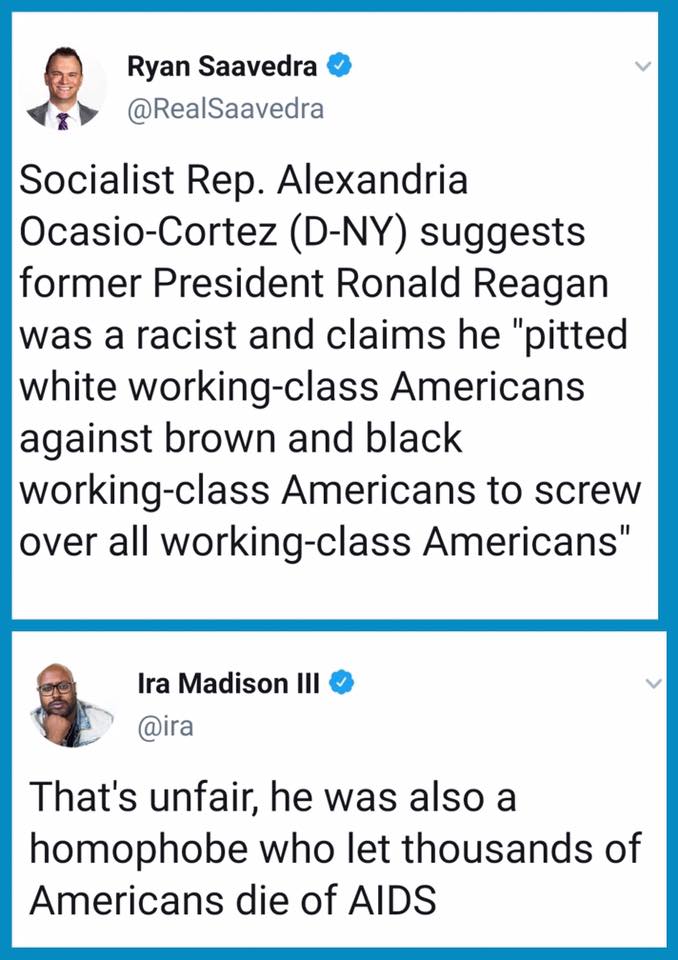 Ryan Saavedra
@RealSaavedra
Socialist Rep. Alexandria
Ocasio-Cortez (D-NY) suggests
former President Ronald Reagan
was a racist and claims he "pitted
white working-class Americans
against brown and black
working-class Americans to screw
over all working-class Americans"
Ira Madison III
@ira
That's unfair, he was also a
homophobe who let thousands of
Americans die of AIDS